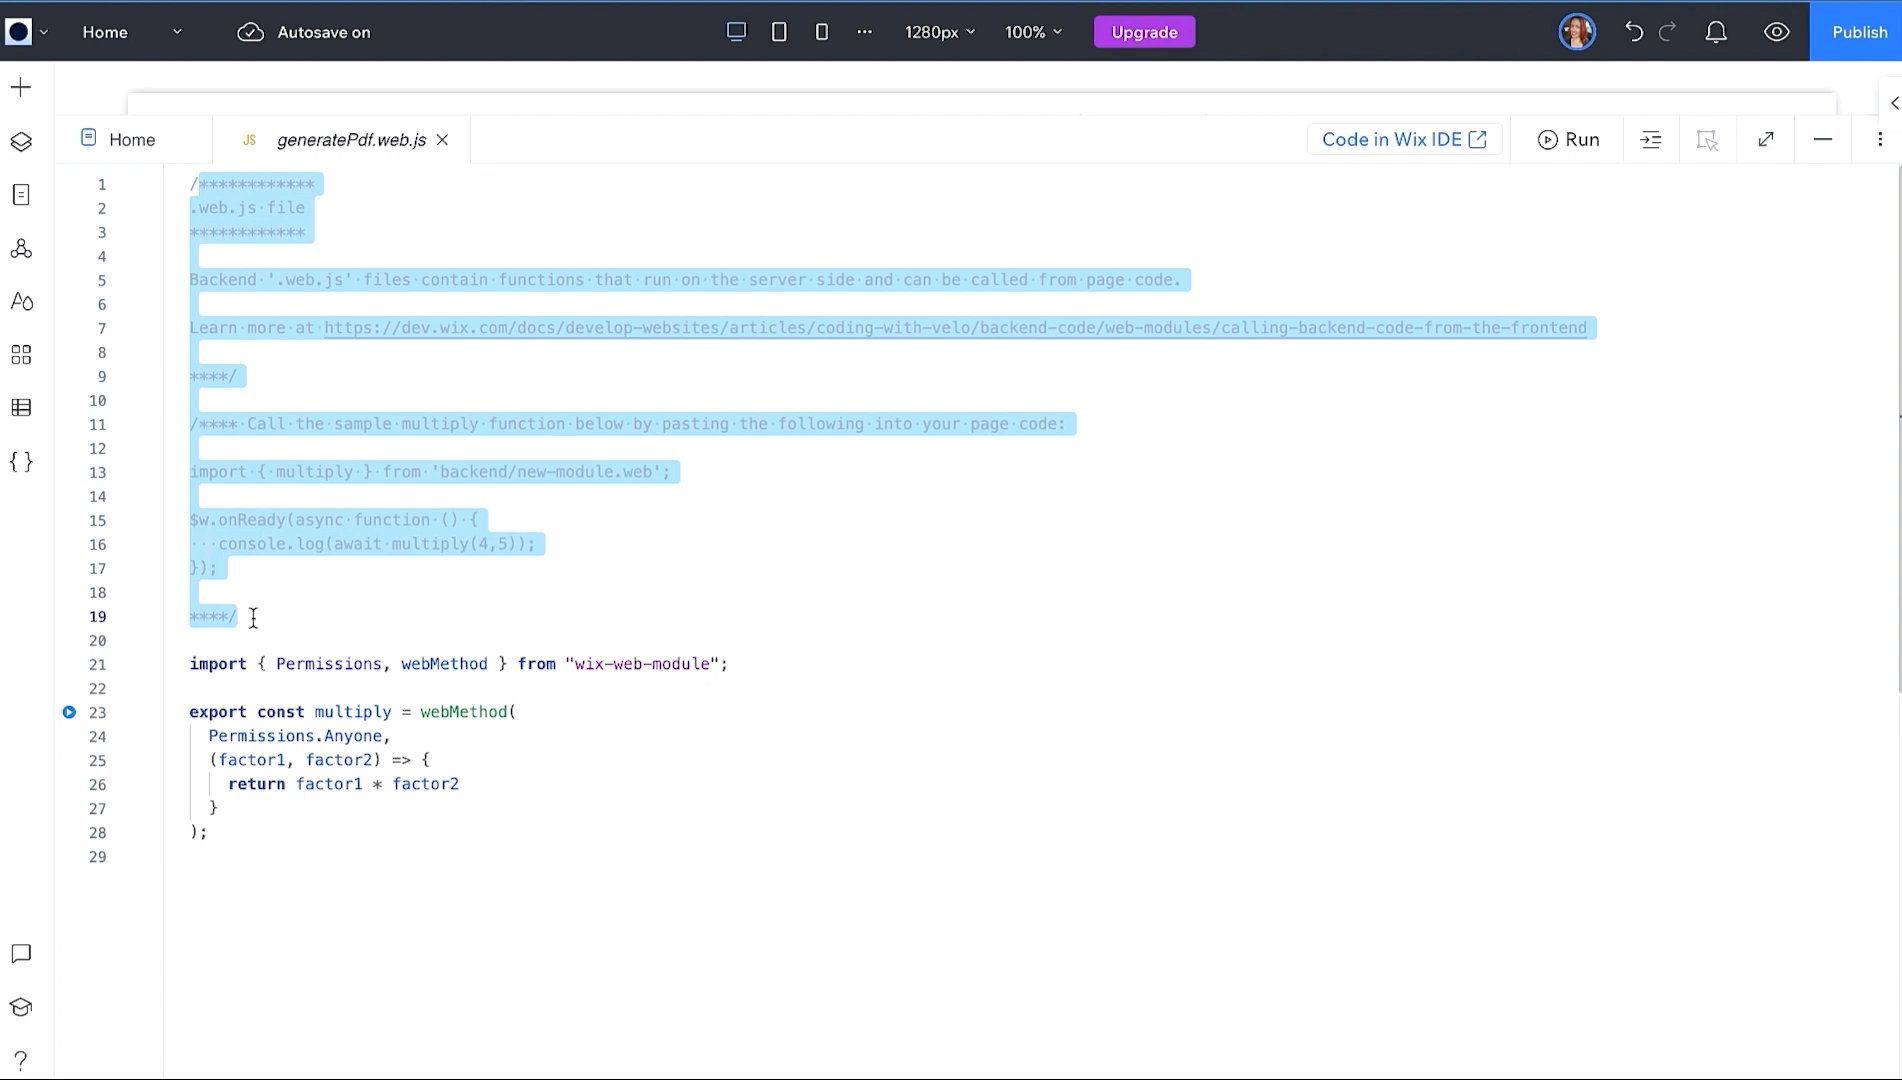 Home
Autosave on
1280px
100%
Upgrade
Publish
Home
JS generatePdf.web.js
Code in Wix IDE
Run
1 /************
2 .web.js file
3 ************
4
5 Backend '.web.js' files contain functions that run on the server side and can be called from page code.
6
7 Learn more at https://dev.wix.com/docs/develop-websites/articles/coding-with-velo/backend-code/web-modules/calling-backend-code-from-the-frontend
8
9 ****/
10
11 /**** Call the sample multiply function below by pasting the following into your page code:
12
13 import { multiply } from 'backend/new-module.web';
14
15 $w.onReady(async function () {
16    console.log(await multiply(4,5));
17 });
18
19 ****/
20
21 import { Permissions, webMethod } from "wix-web-module";
22
23 export const multiply = webMethod(
24   Permissions.Anyone,
25   (factor1, factor2) => {
26     return factor1 * factor2
27   }
28 );
29